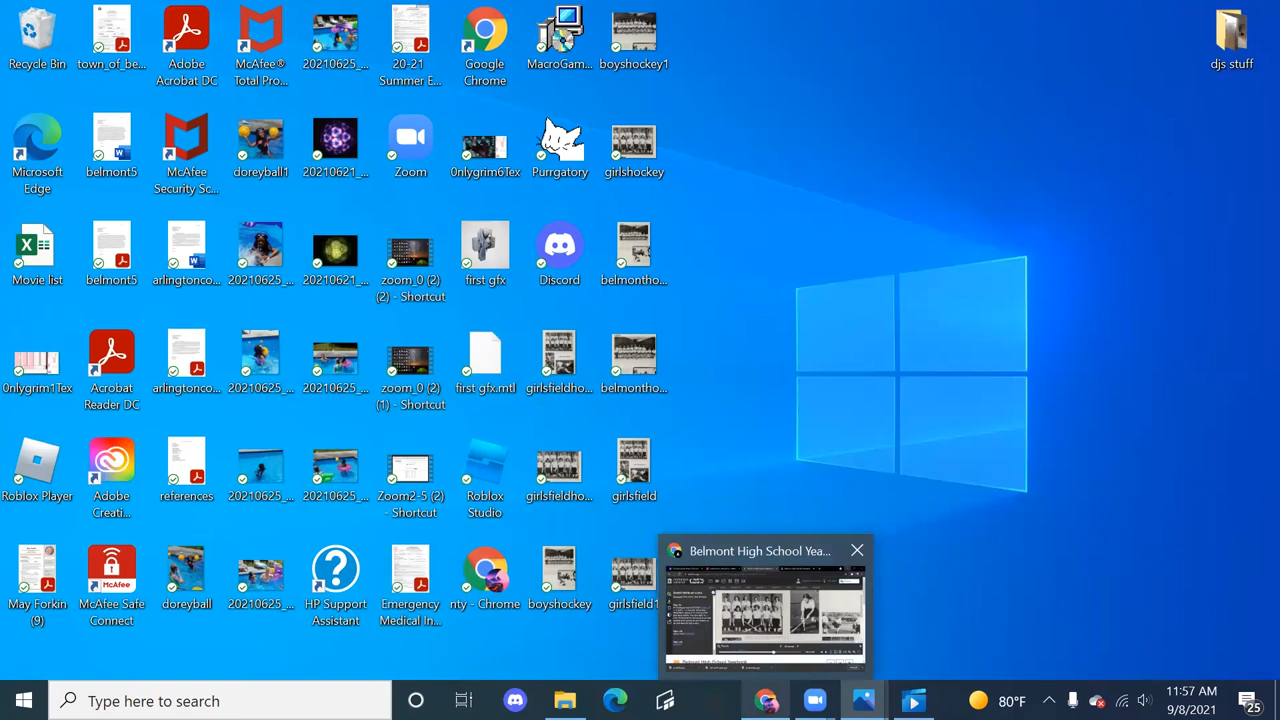 Recycle Bin
town_of_be...
Adobe
Acrobat DC
McAfee®
Total Pro...
20210625_...
20-21
Summer E...
Google
Chrome
MacroGam...
boyshockey1
djs stuff
Microsoft
Edge
belmont5
McAfee
Security Sc...
doreyball1
20210621_...
Zoom
0nlygrim6Tex
Purrgatory
girlshockey
Movie list
belmont5
arlingtonco...
20210625_...
20210621_...
zoom_0 (2)
(2) - Shortcut
first gfx
Discord
belmontho...
0nlygrim1Tex
Acrobat
Reader DC
arlingtonco...
20210625_...
20210625_...
zoom_0 (2)
(1) - Shortcut
first gfx.mtl
girlsfieldho...
belmontho...
Roblox Player
Adobe
Creati...
references
20210625_...
20210625_...
Zoom2-5 (2)
- Shortcut
Roblox
Studio
girlsfieldho...
girlsfield
May Forkin
(9)
McAfee Safe
Connect
doreyball
20210625_...
HP Support
Assistant
Emergency
Medical In...
nty - Chrome
boyshockey
girlsfield1
Belmont High School Yea...
Belmont High School Yearbook
Type here to search
80°F
11:57 AM
9/8/2021
25